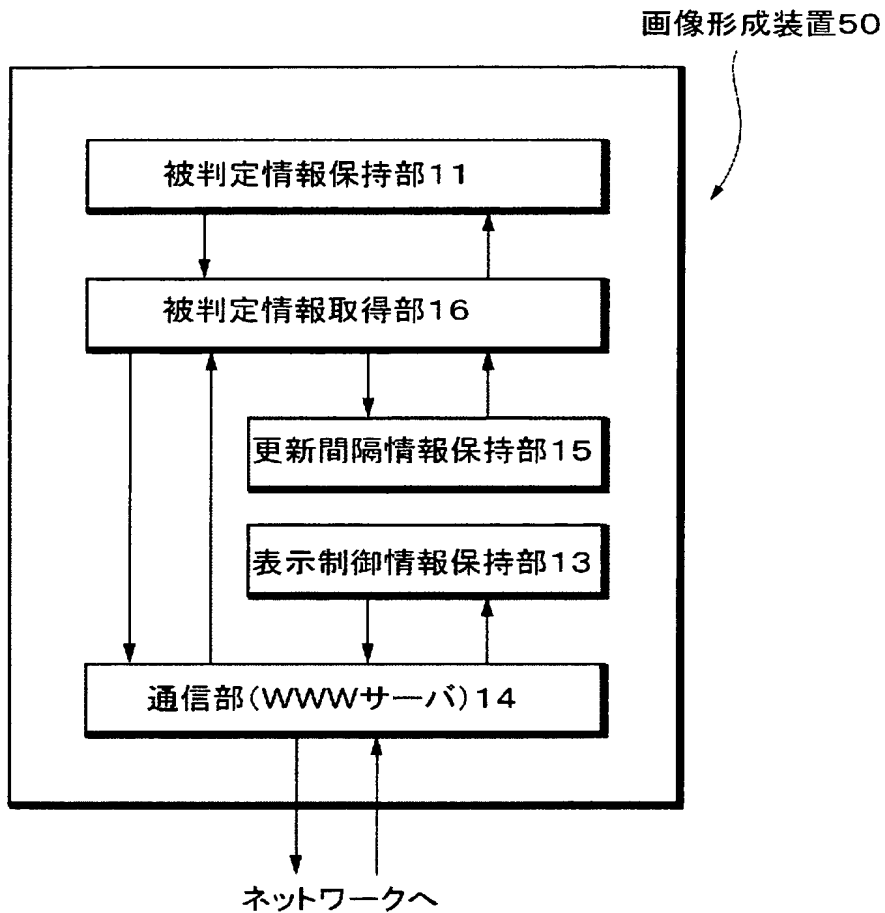 画像形成装置50
被判定情報保持部11
被判定情報取得部16
更新間隔情報保持部15
表示制御情報保持部13
通信部(WWWサーバ)14
ネットワークへ